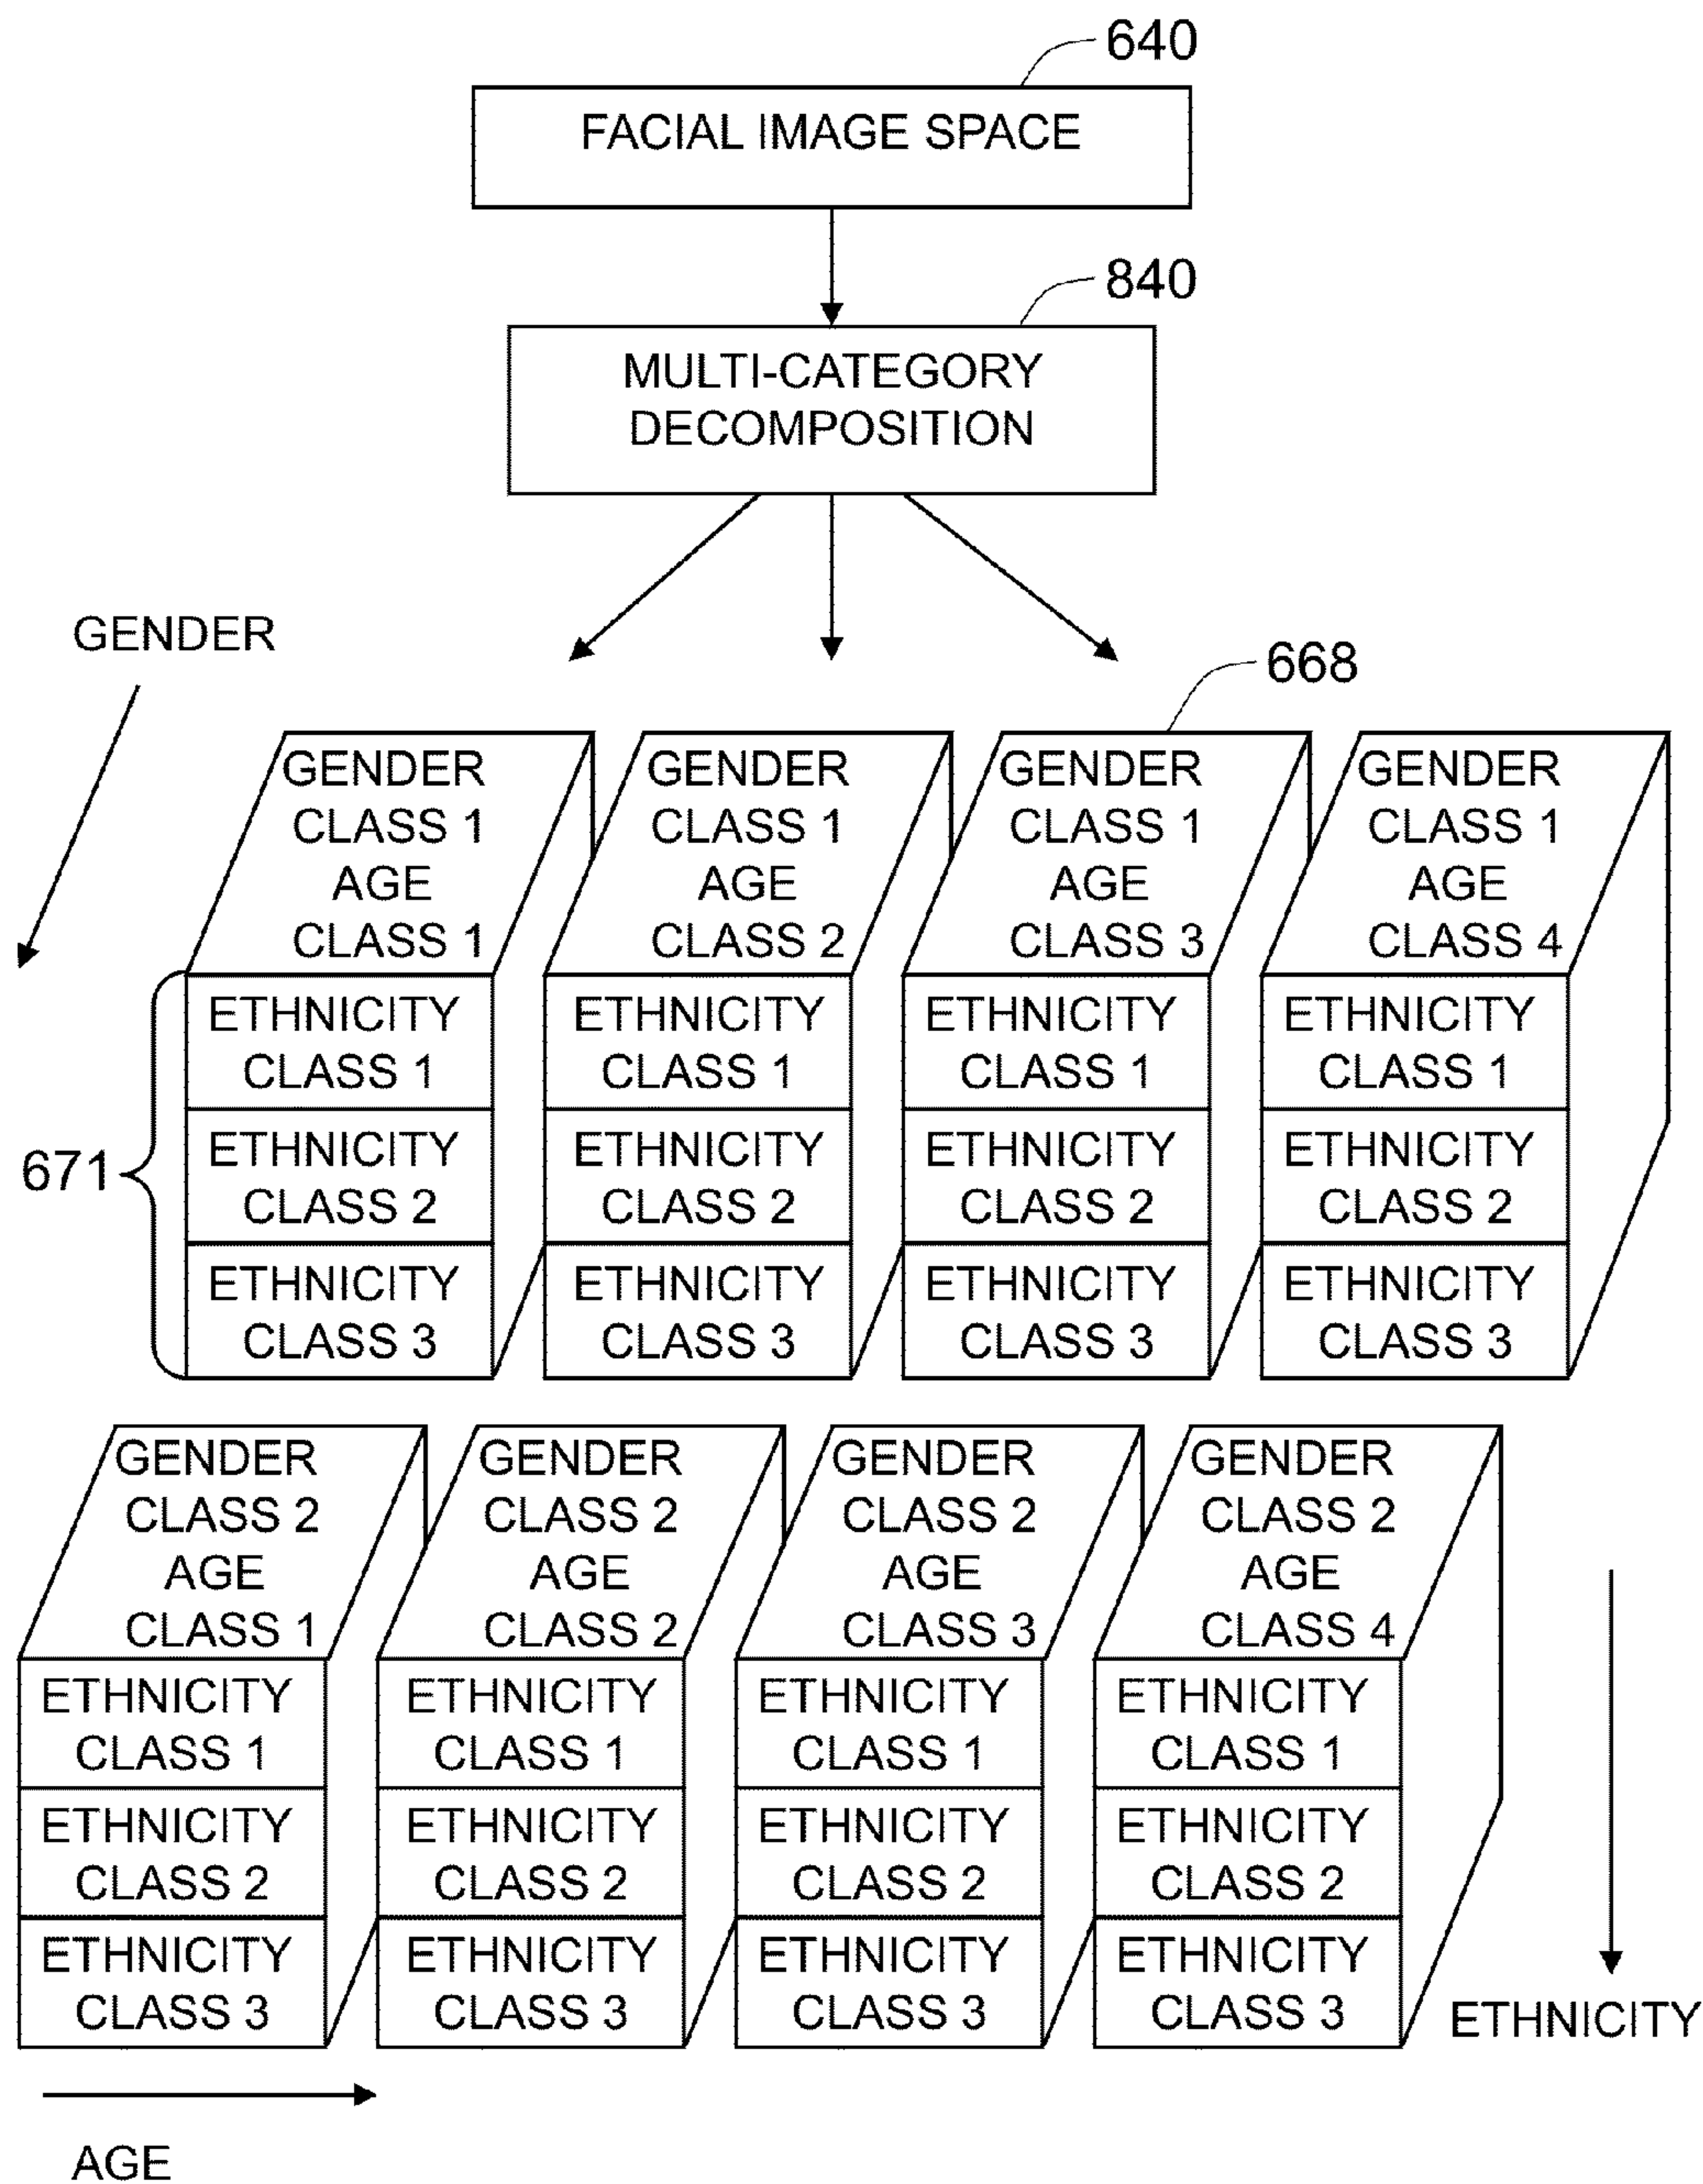 640
FACIAL IMAGE SPACE
840
MULTI-CATEGORY
DECOMPOSITION
GENDER
668
GENDER
CLASS 1
AGE
CLASS 1
GENDER
CLASS 1
AGE
CLASS 2
GENDER
CLASS 1
AGE
CLASS 3
GENDER
CLASS 1
AGE
CLASS 4
671
ETHNICITY
CLASS 1
ETHNICITY
CLASS 2
ETHNICITY
CLASS 3
ETHNICITY
CLASS 1
ETHNICITY
CLASS 2
ETHNICITY
CLASS 3
ETHNICITY
CLASS 1
ETHNICITY
CLASS 2
ETHNICITY
CLASS 3
ETHNICITY
CLASS 1
ETHNICITY
CLASS 2
ETHNICITY
CLASS 3
GENDER
CLASS 2
AGE
CLASS 1
GENDER
CLASS 2
AGE
CLASS 2
GENDER
CLASS 2
AGE
CLASS 3
GENDER
CLASS 2
AGE
CLASS 4
ETHNICITY
CLASS 1
ETHNICITY
CLASS 2
ETHNICITY
CLASS 3
ETHNICITY
CLASS 1
ETHNICITY
CLASS 2
ETHNICITY
CLASS 3
ETHNICITY
CLASS 1
ETHNICITY
CLASS 2
ETHNICITY
CLASS 3
ETHNICITY
CLASS 1
ETHNICITY
CLASS 2
ETHNICITY
CLASS 3
ETHNICITY
AGE